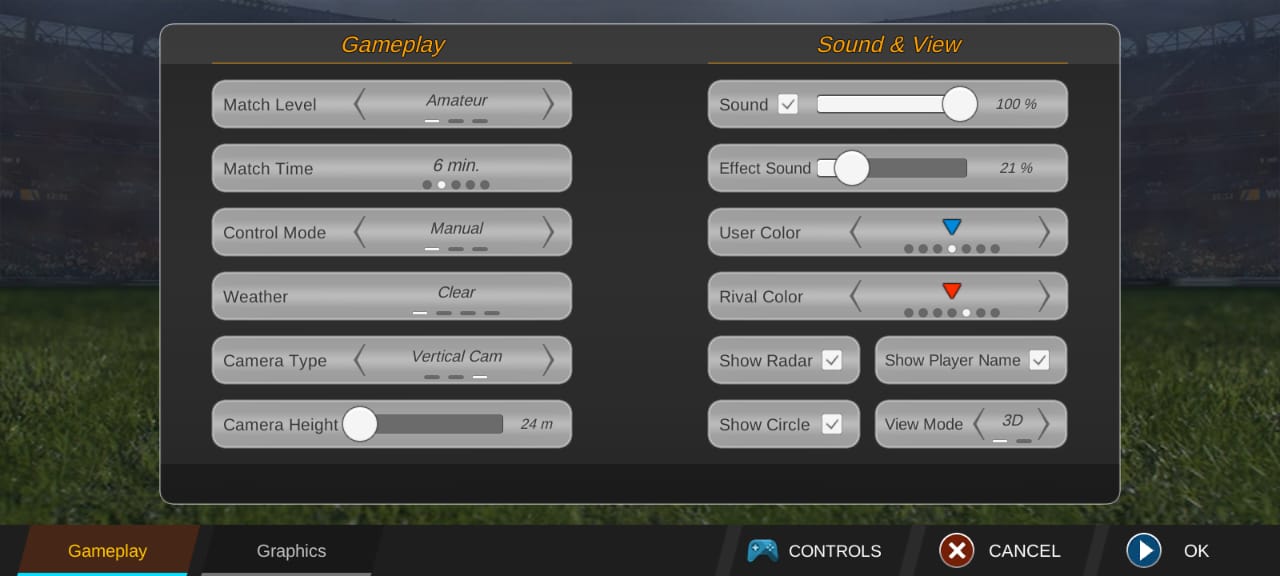 Gameplay
Match Level
Amateur
Match Time
6 min.
Control Mode
Manual
Weather
Clear
Camera Type
Vertical Cam
Camera Height
24 m
Sound & View
Sound
100 %
Effect Sound
21 %
User Color
Rival Color
Show Radar
Show Player Name
Show Circle
View Mode
3D
Gameplay
Graphics
CONTROLS
CANCEL
OK